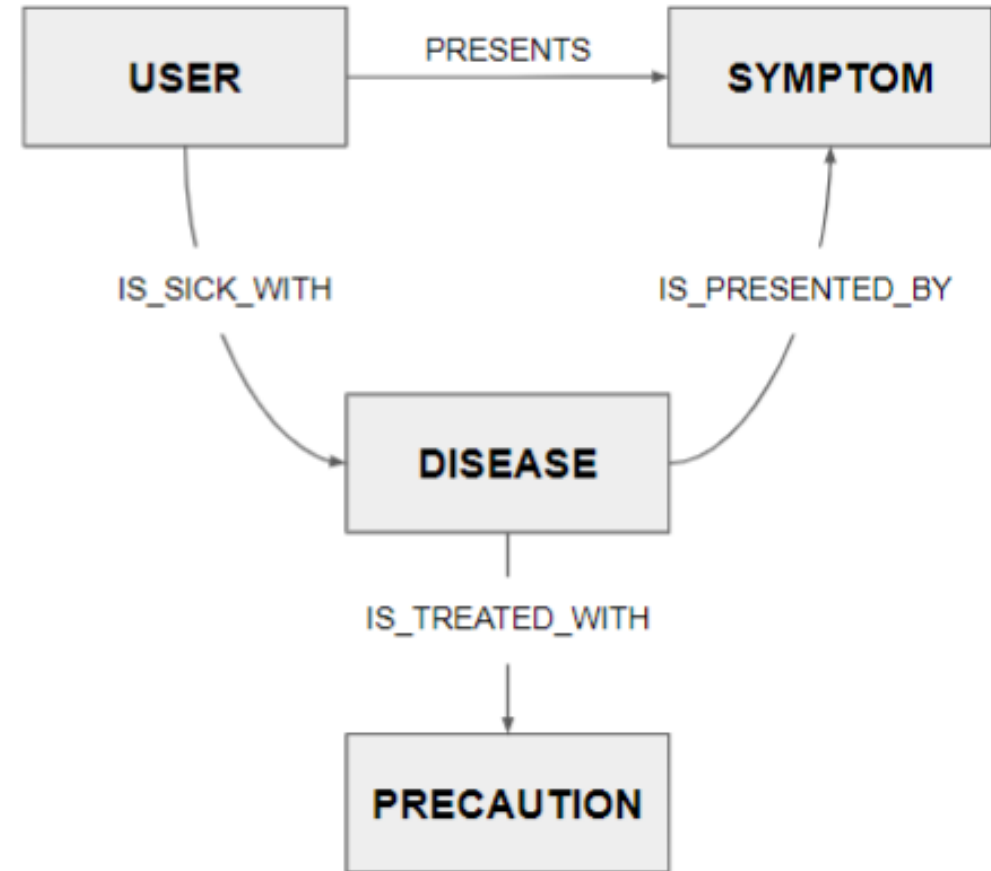 USER
PRESENTS
SYMPTOM
IS_SICK_WITH
IS_PRESENTED_BY
DISEASE
IS_TREATED_WITH
PRECAUTION